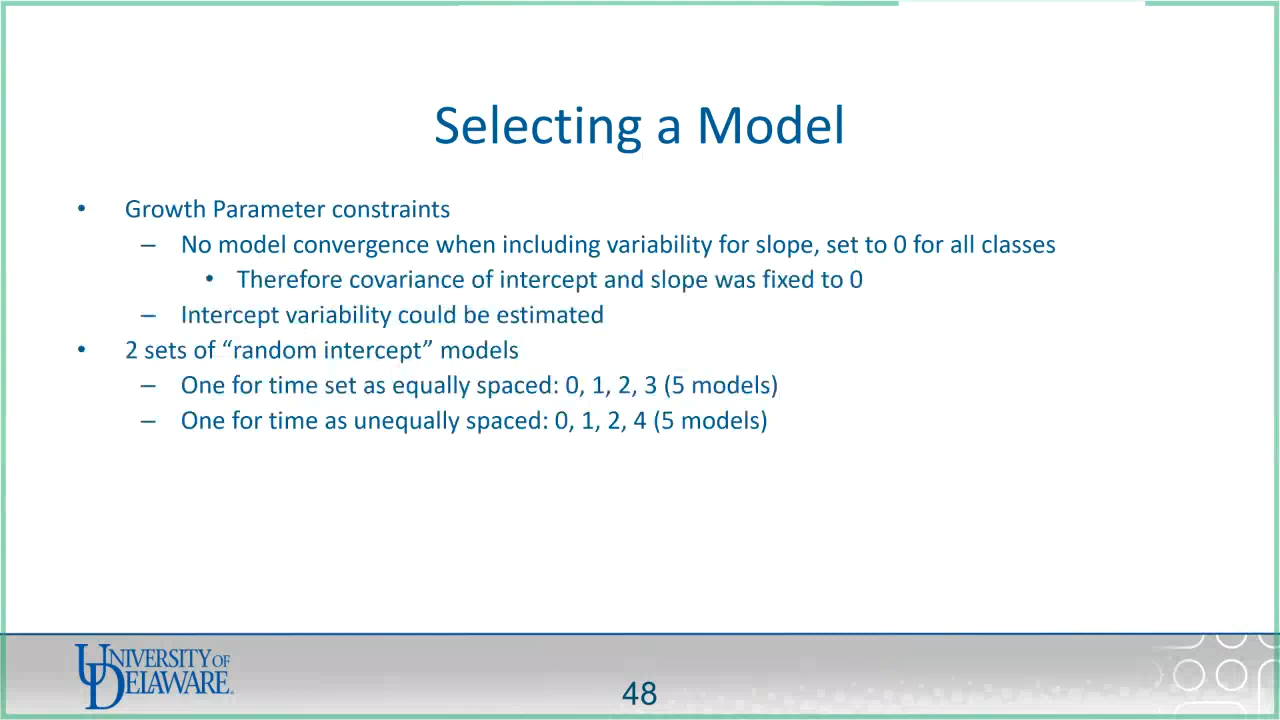 Selecting a Model
• Growth Parameter constraints
– No model convergence when including variability for slope, set to 0 for all classes
• Therefore covariance of intercept and slope was fixed to 0
– Intercept variability could be estimated
• 2 sets of “random intercept” models
– One for time set as equally spaced: 0, 1, 2, 3 (5 models)
– One for time as unequally spaced: 0, 1, 2, 4 (5 models)
UNIVERSITY OF
DELAWARE
48